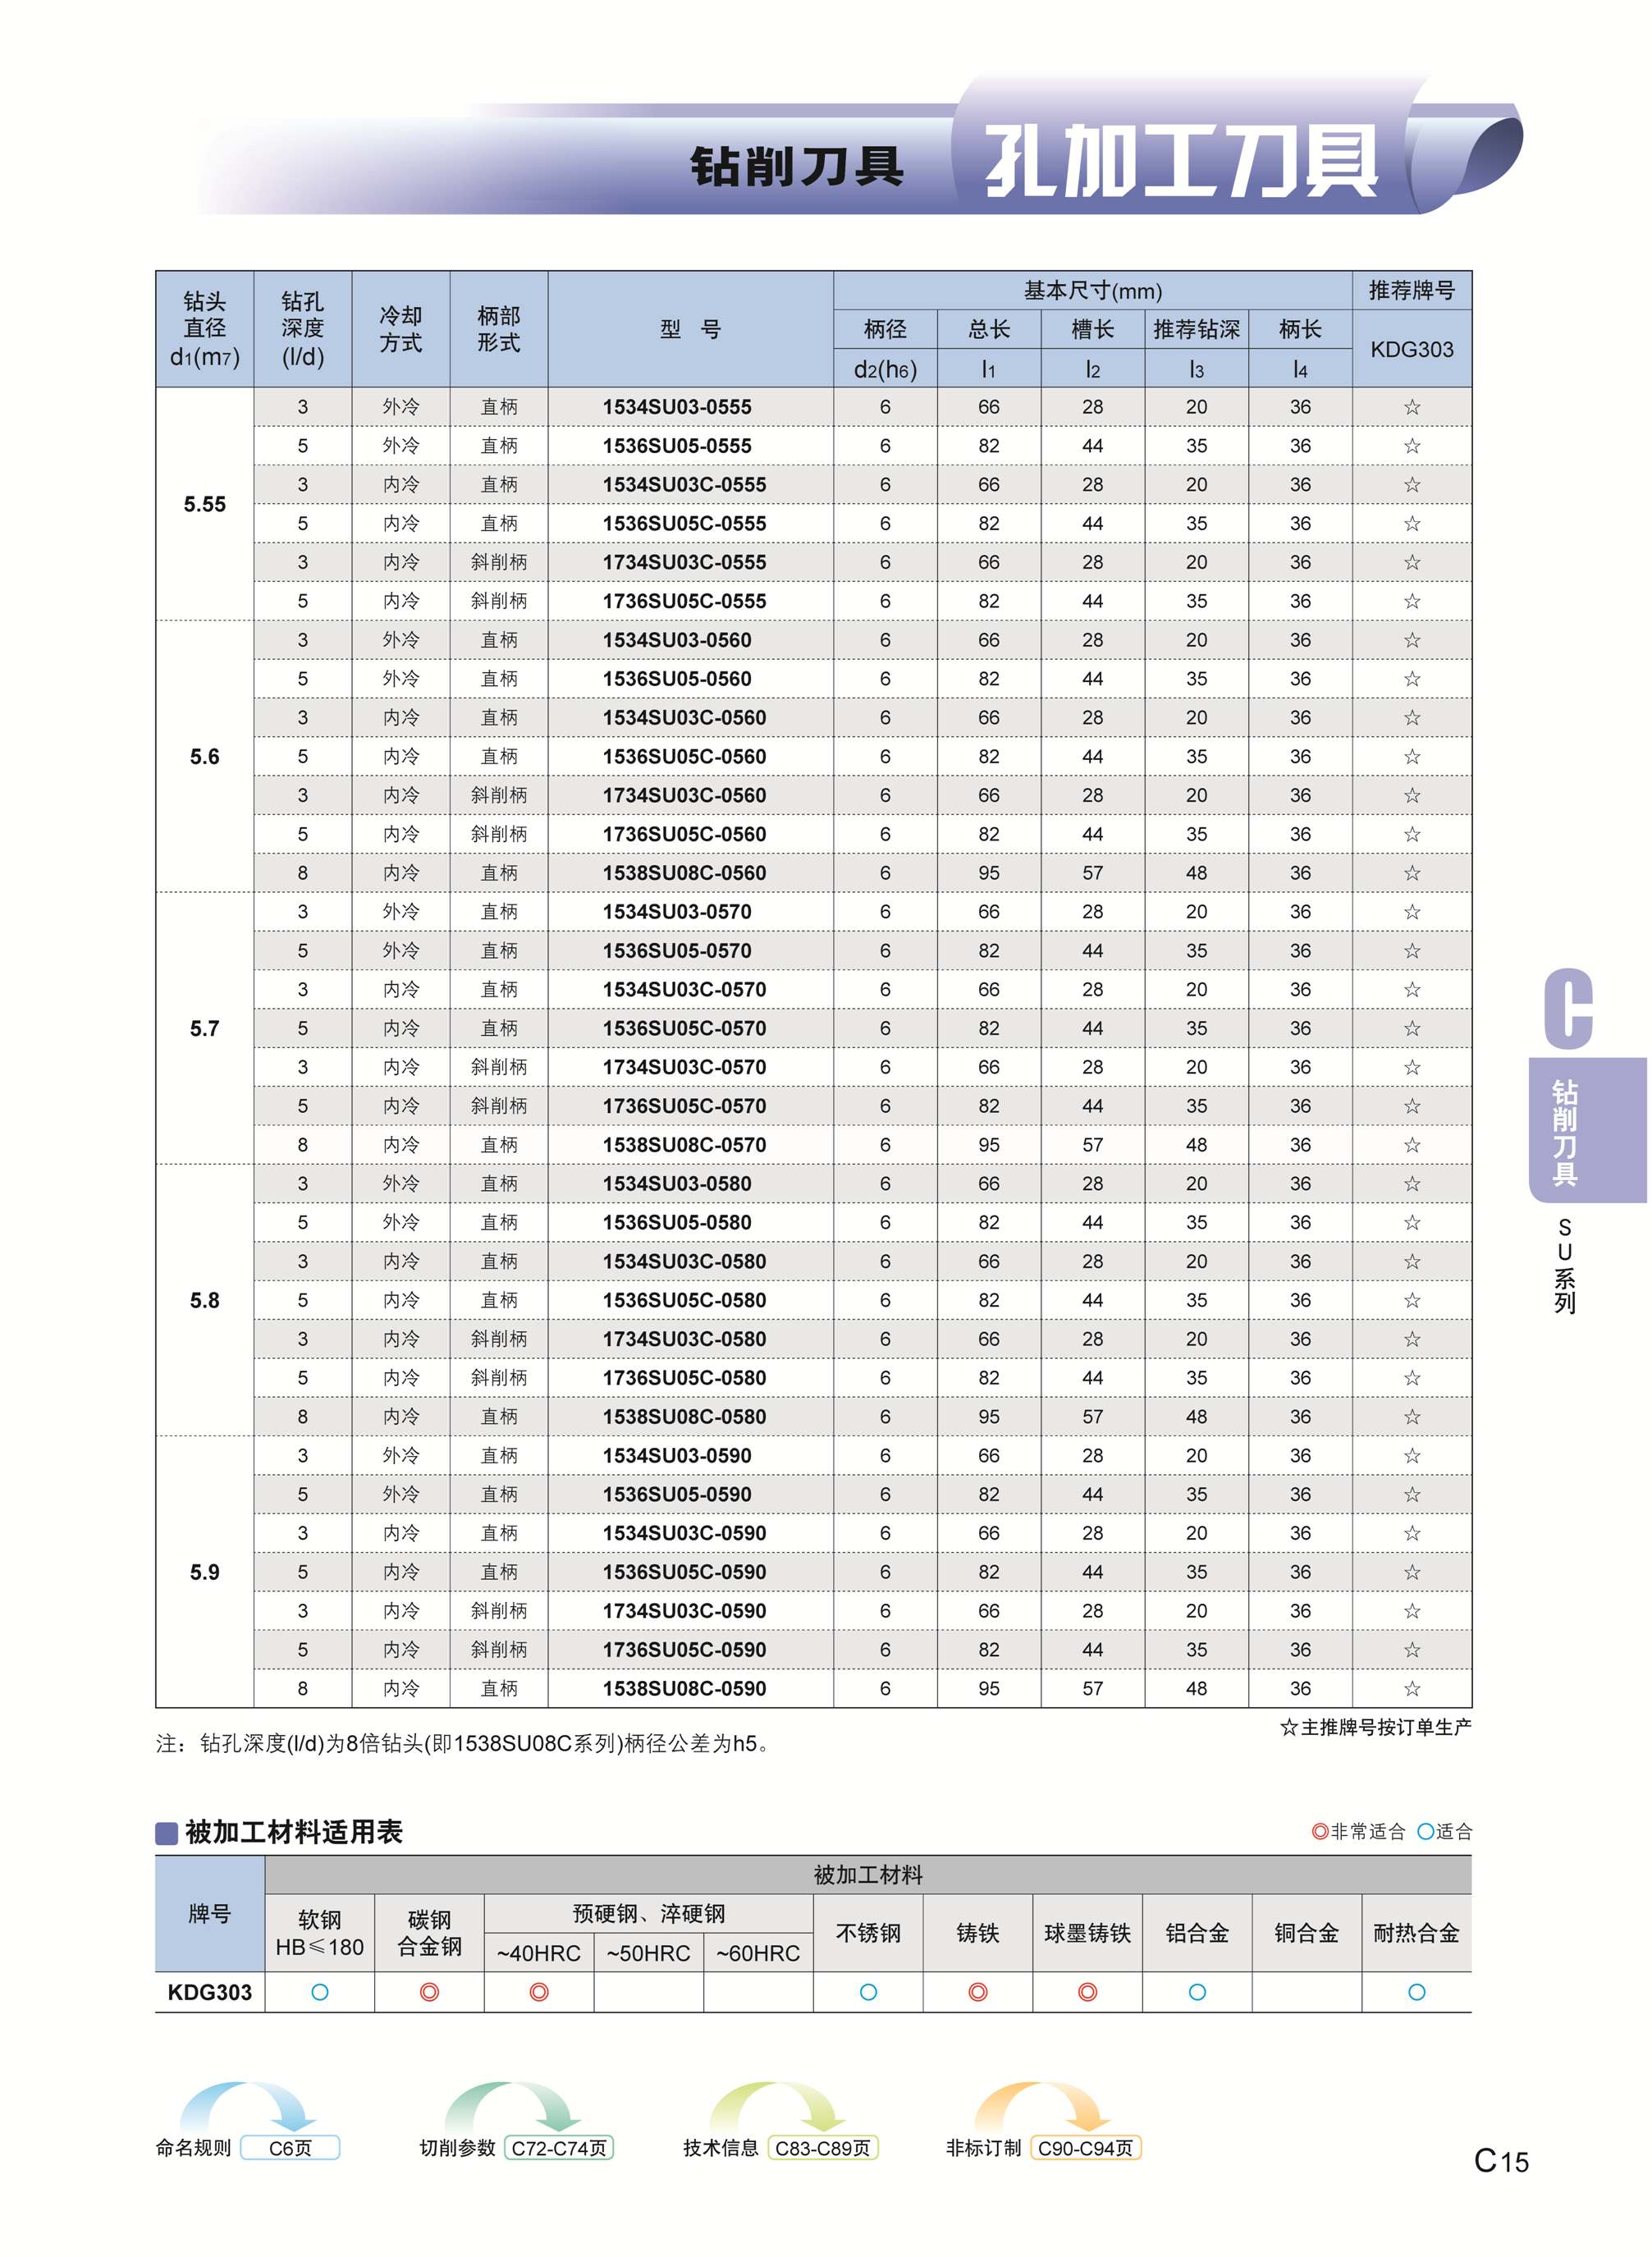 钻削刀具 孔加工刀具
钻头直径d1(m7) 钻孔深度(l/d) 冷却方式 柄部形式 型 号 基本尺寸(mm) 推荐牌号
柄径 总长 槽长 推荐钻深 柄长 KDG303
d2(h6) l1 l2 l3 l4
5.55
3 外冷 直柄 1534SU03-0555 6 66 28 20 36 ☆
5 外冷 直柄 1536SU05-0555 6 82 44 35 36 ☆
3 内冷 直柄 1534SU03C-0555 6 66 28 20 36 ☆
5 内冷 直柄 1536SU05C-0555 6 82 44 35 36 ☆
3 内冷 斜削柄 1734SU03C-0555 6 66 28 20 36 ☆
5 内冷 斜削柄 1736SU05C-0555 6 82 44 35 36 ☆
5.6
3 外冷 直柄 1534SU03-0560 6 66 28 20 36 ☆
5 外冷 直柄 1536SU05-0560 6 82 44 35 36 ☆
3 内冷 直柄 1534SU03C-0560 6 66 28 20 36 ☆
5 内冷 直柄 1536SU05C-0560 6 82 44 35 36 ☆
3 内冷 斜削柄 1734SU03C-0560 6 66 28 20 36 ☆
5 内冷 斜削柄 1736SU05C-0560 6 82 44 35 36 ☆
8 内冷 直柄 1538SU08C-0560 6 95 57 48 36 ☆
5.7
3 外冷 直柄 1534SU03-0570 6 66 28 20 36 ☆
5 外冷 直柄 1536SU05-0570 6 82 44 35 36 ☆
3 内冷 直柄 1534SU03C-0570 6 66 28 20 36 ☆
5 内冷 直柄 1536SU05C-0570 6 82 44 35 36 ☆
3 内冷 斜削柄 1734SU03C-0570 6 66 28 20 36 ☆
5 内冷 斜削柄 1736SU05C-0570 6 82 44 35 36 ☆
8 内冷 直柄 1538SU08C-0570 6 95 57 48 36 ☆
5.8
3 外冷 直柄 1534SU03-0580 6 66 28 20 36 ☆
5 外冷 直柄 1536SU05-0580 6 82 44 35 36 ☆
3 内冷 直柄 1534SU03C-0580 6 66 28 20 36 ☆
5 内冷 直柄 1536SU05C-0580 6 82 44 35 36 ☆
3 内冷 斜削柄 1734SU03C-0580 6 66 28 20 36 ☆
5 内冷 斜削柄 1736SU05C-0580 6 82 44 35 36 ☆
8 内冷 直柄 1538SU08C-0580 6 95 57 48 36 ☆
5.9
3 外冷 直柄 1534SU03-0590 6 66 28 20 36 ☆
5 外冷 直柄 1536SU05-0590 6 82 44 35 36 ☆
3 内冷 直柄 1534SU03C-0590 6 66 28 20 36 ☆
5 内冷 直柄 1536SU05C-0590 6 82 44 35 36 ☆
3 内冷 斜削柄 1734SU03C-0590 6 66 28 20 36 ☆
5 内冷 斜削柄 1736SU05C-0590 6 82 44 35 36 ☆
8 内冷 直柄 1538SU08C-0590 6 95 57 48 36 ☆
☆主推牌号按订单生产
注：钻孔深度(l/d)为8倍钻头(即1538SU08C系列)柄径公差为h5。
C
钻削刀具
SU系列
被加工材料适用表 ◎非常适合 ○适合
牌号 被加工材料
软钢HB≤180 碳钢合金钢 预硬钢、淬硬钢 不锈钢 铸铁 球墨铸铁 铝合金 铜合金 耐热合金
~40HRC ~50HRC ~60HRC
KDG303 ○ ◎ ◎ ○ ◎ ◎ ○ ○
命名规则 C6页 切削参数 C72-C74页 技术信息 C83-C89页 非标订制 C90-C94页
C15